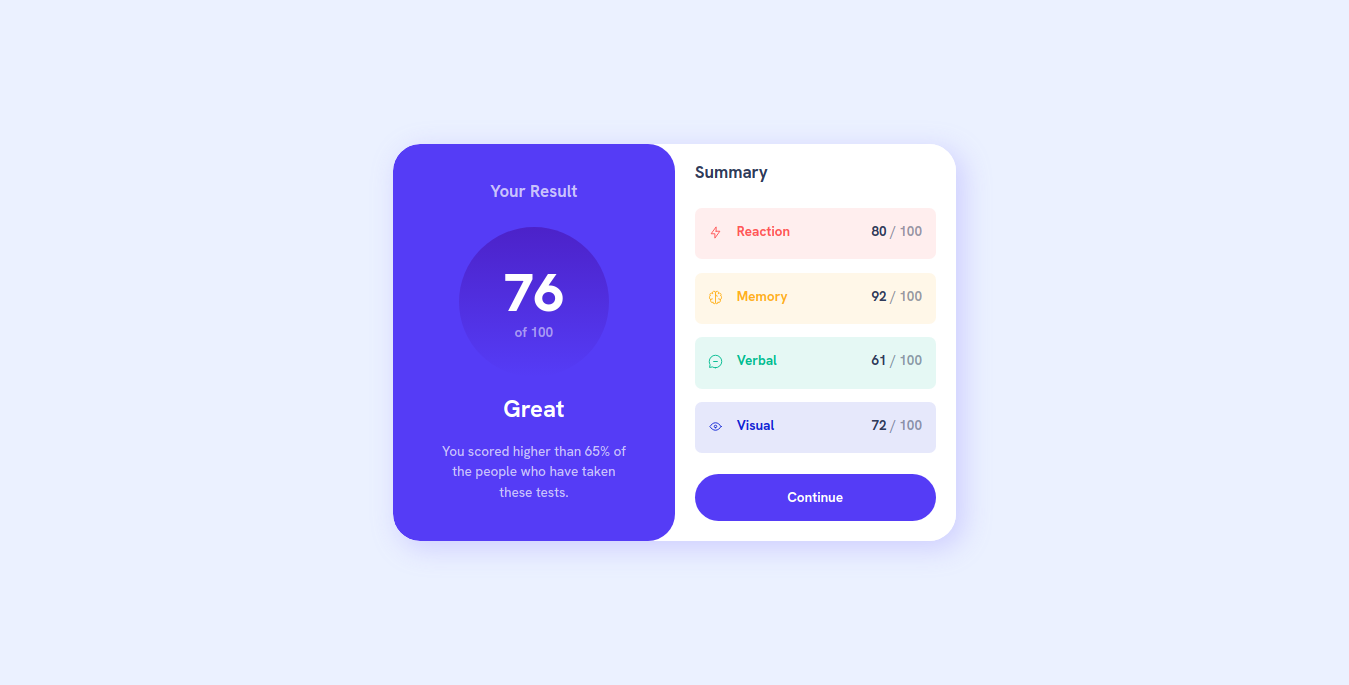 Your Result
76
of 100
Great
You scored higher than 65% of
the people who have taken
these tests.
Summary
Reaction 80 / 100
Memory 92 / 100
Verbal 61 / 100
Visual 72 / 100
Continue